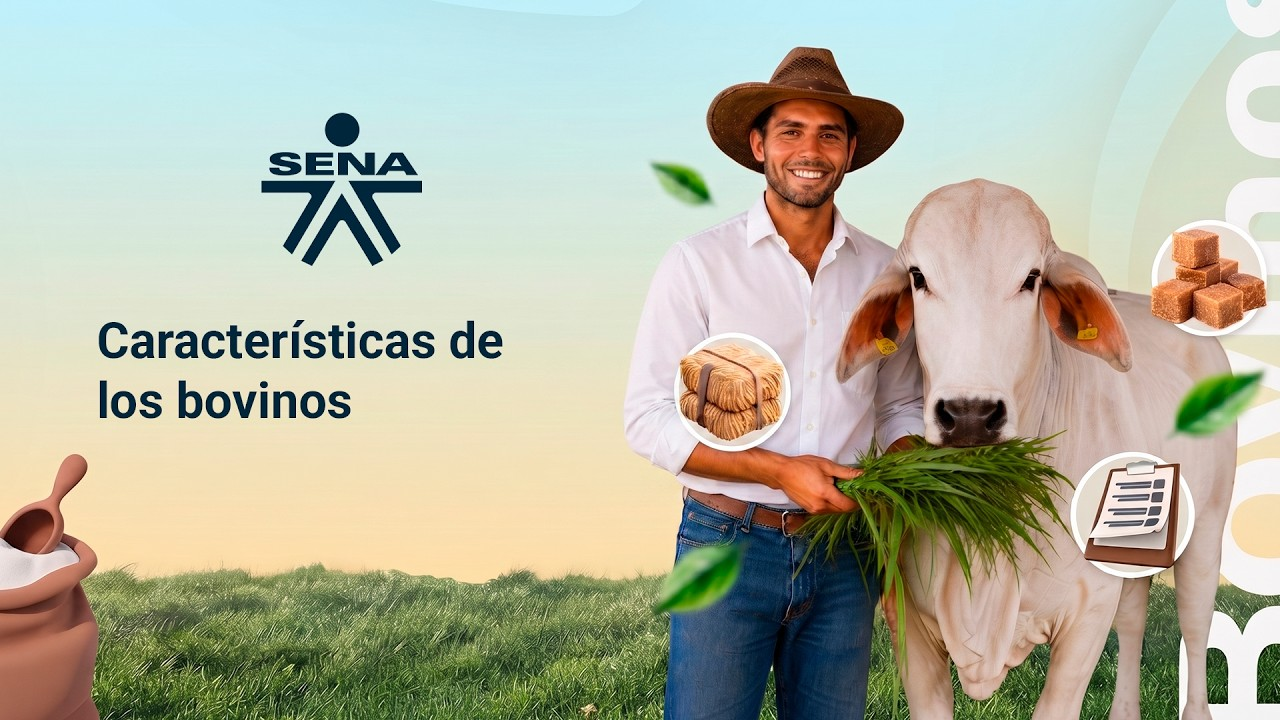 SENA
Características de
los bovinos
Bovinos